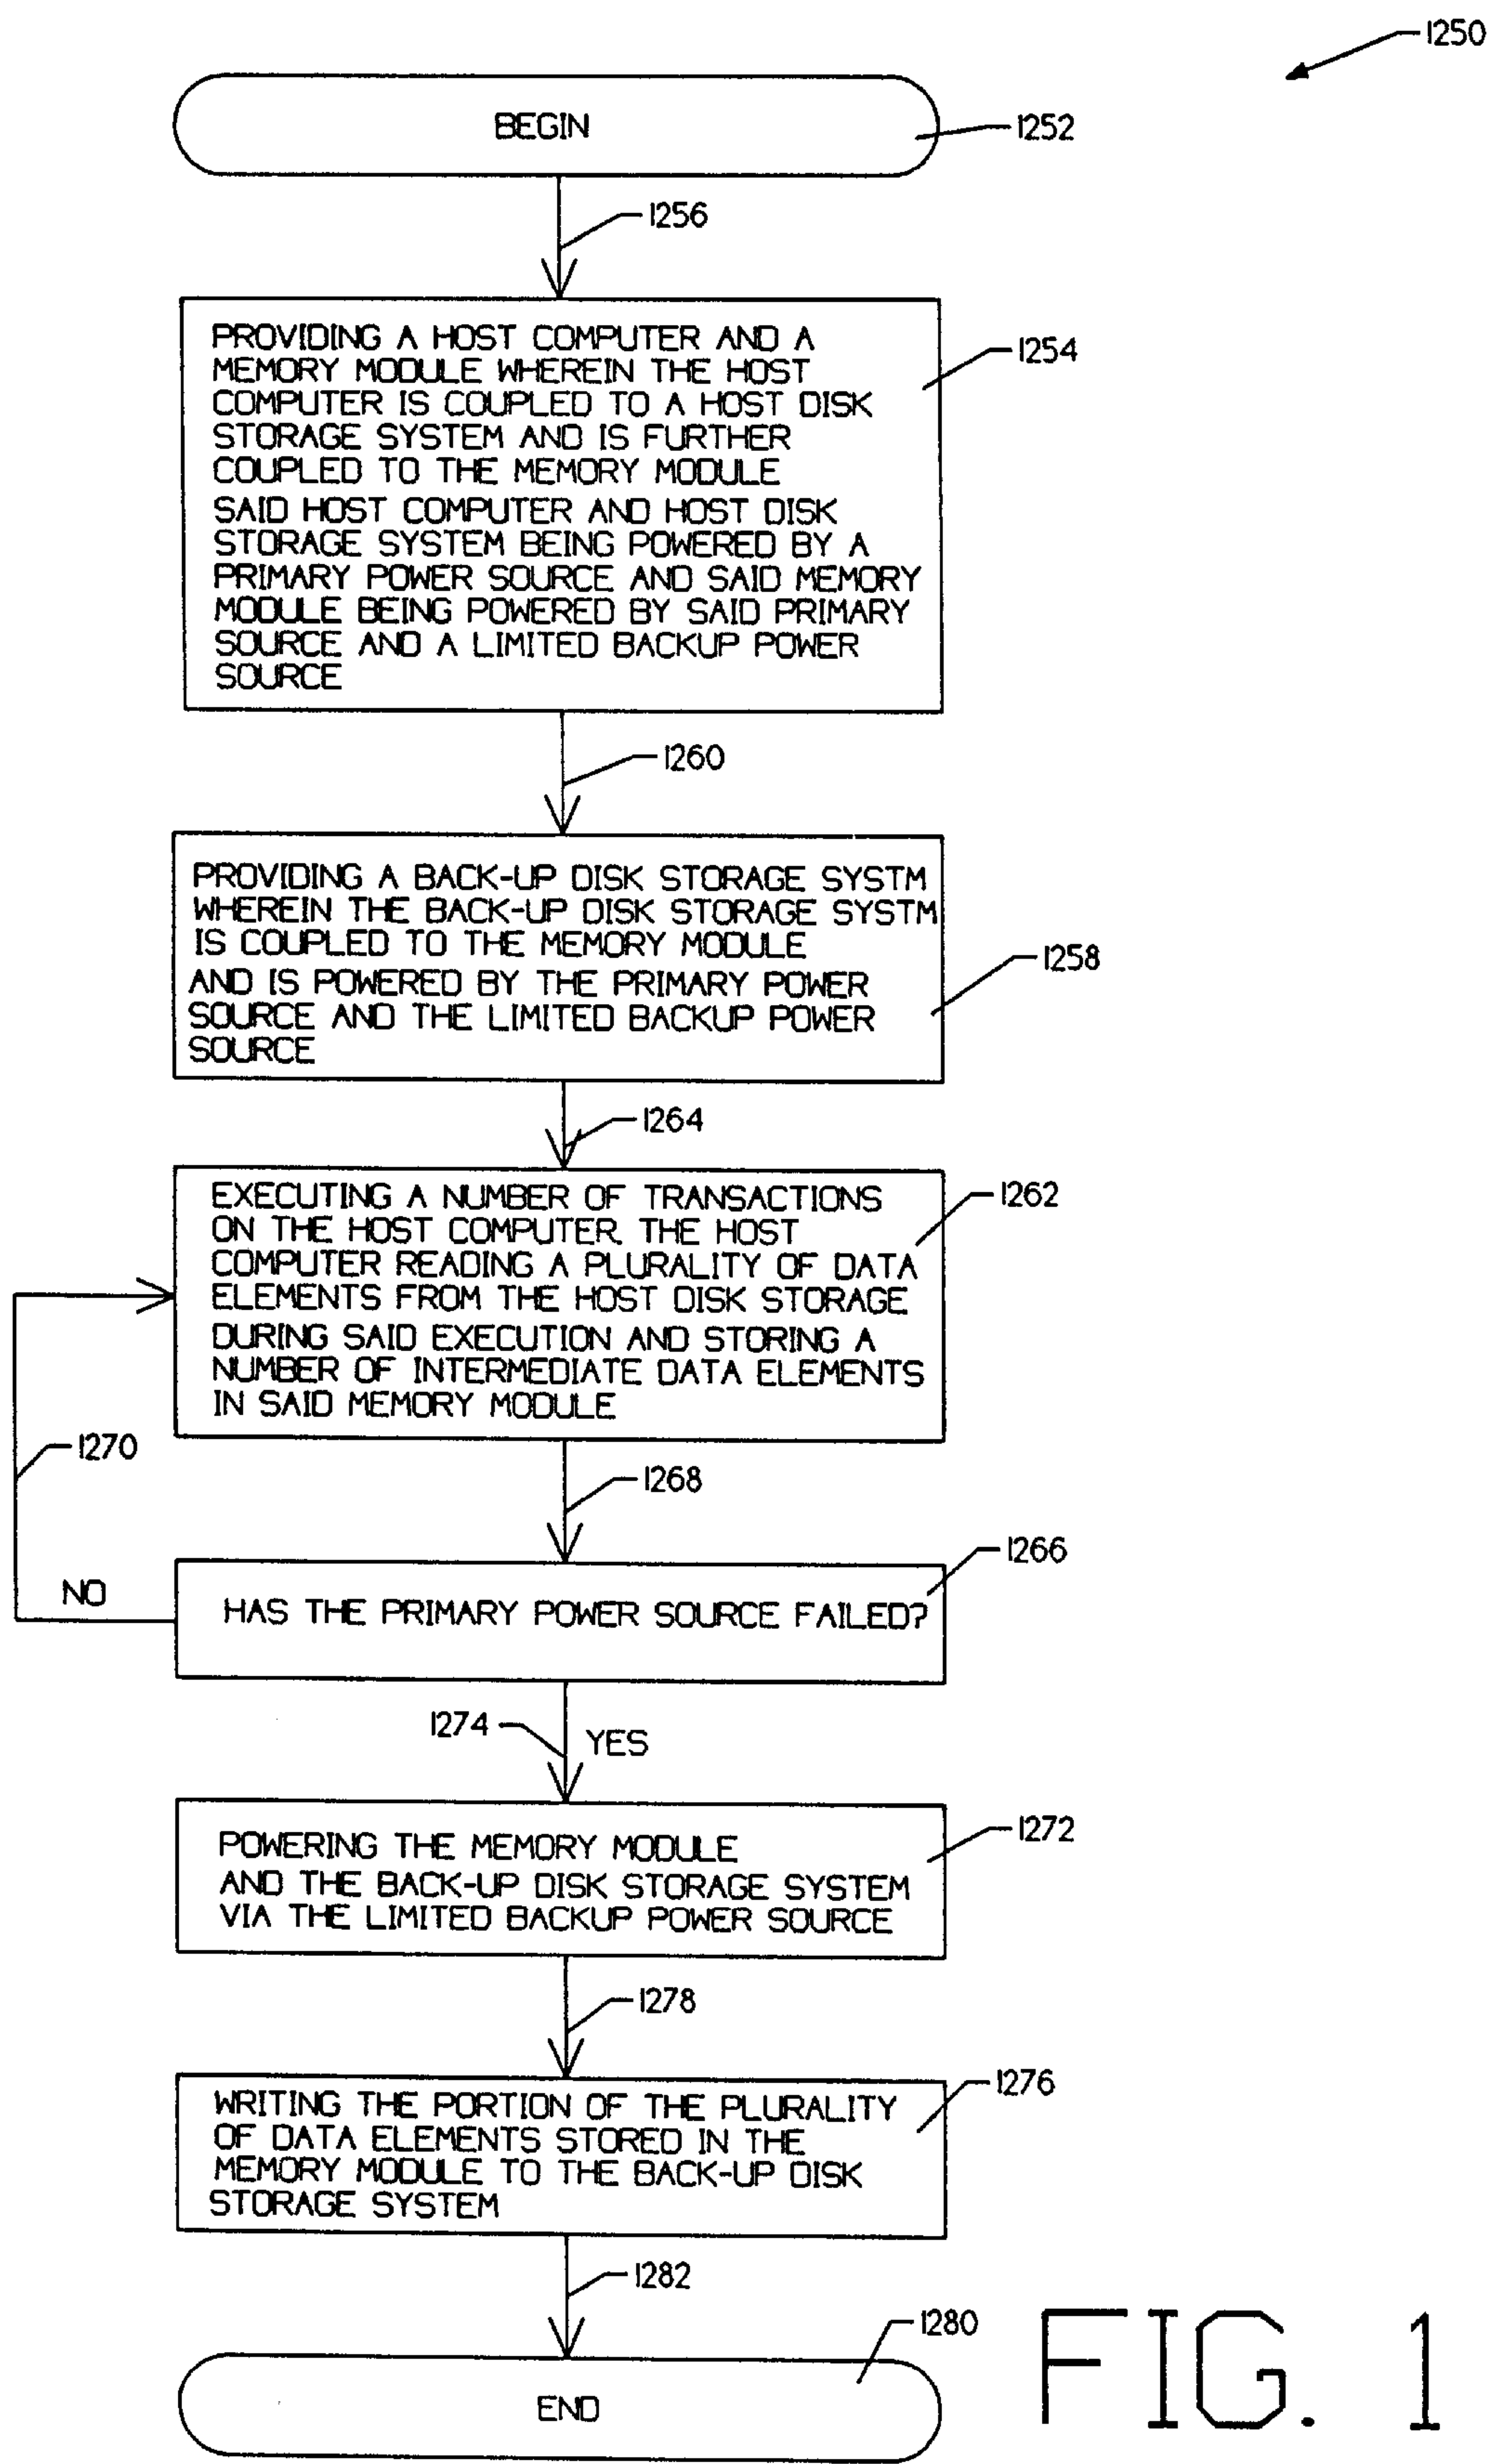 1250
BEGIN
1252
1256
PROVIDING A HOST COMPUTER AND A
MEMORY MODULE WHEREIN THE HOST
COMPUTER IS COUPLED TO A HOST DISK
STORAGE SYSTEM AND IS FURTHER
COUPLED TO THE MEMORY MODULE
SAID HOST COMPUTER AND HOST DISK
STORAGE SYSTEM BEING POWERED BY A
PRIMARY POWER SOURCE AND SAID MEMORY
MODULE BEING POWERED BY SAID PRIMARY
SOURCE AND A LIMITED BACKUP POWER
SOURCE
1254
1260
PROVIDING A BACK-UP DISK STORAGE SYSTM
WHEREIN THE BACK-UP DISK STORAGE SYSTM
IS COUPLED TO THE MEMORY MODULE
AND IS POWERED BY THE PRIMARY POWER
SOURCE AND THE LIMITED BACKUP POWER
SOURCE
1258
1264
EXECUTING A NUMBER OF TRANSACTIONS
ON THE HOST COMPUTER. THE HOST
COMPUTER READING A PLURALITY OF DATA
ELEMENTS FROM THE HOST DISK STORAGE
DURING SAID EXECUTION AND STORING A
NUMBER OF INTERMEDIATE DATA ELEMENTS
IN SAID MEMORY MODULE
1262
1270
1268
NO
HAS THE PRIMARY POWER SOURCE FAILED?
1266
1274
YES
POWERING THE MEMORY MODULE
AND THE BACK-UP DISK STORAGE SYSTEM
VIA THE LIMITED BACKUP POWER SOURCE
1272
1278
WRITING THE PORTION OF THE PLURALITY
OF DATA ELEMENTS STORED IN THE
MEMORY MODULE TO THE BACK-UP DISK
STORAGE SYSTEM
1276
1282
END
1280
FIG. 1